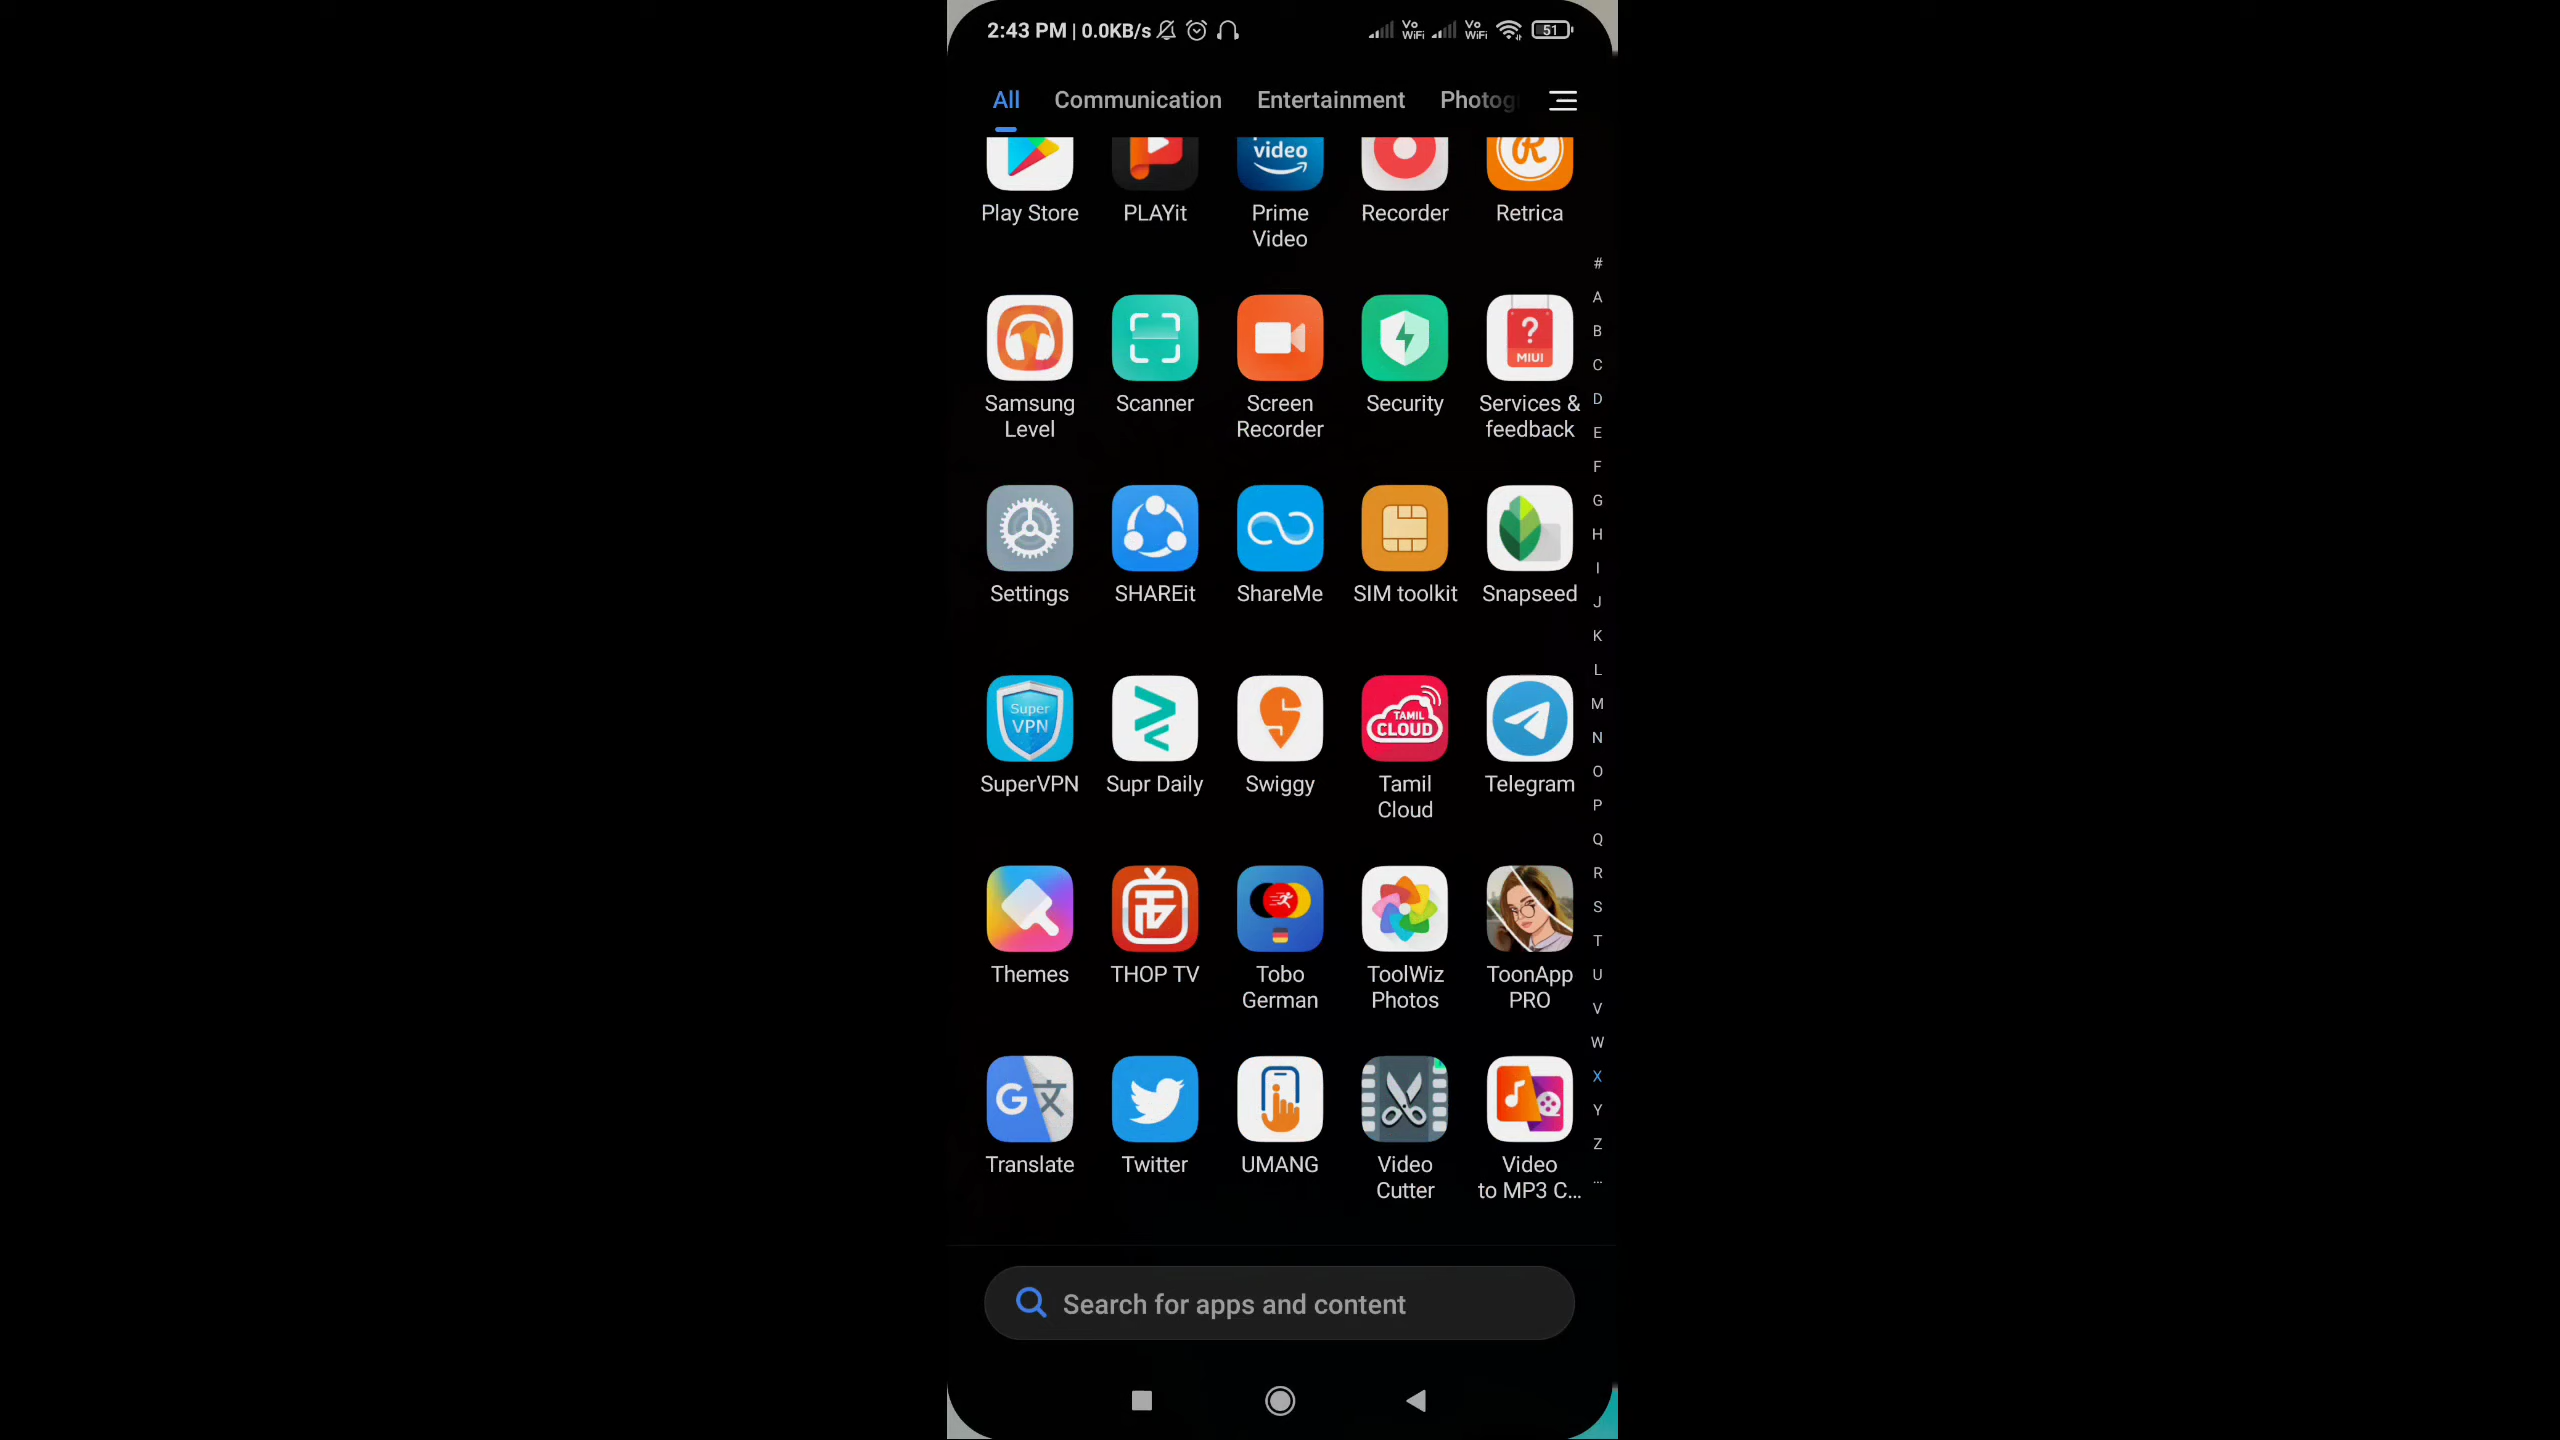 2:43 PM | 0.0KB/s Vo WiFi Vo WiFi 51
All Communication Entertainment Photog
video
R
Play Store PLAYit Prime Video Recorder Retrica
?
MIUI
Samsung Level Scanner Screen Recorder Security Services & feedback
Settings SHAREit ShareMe SIM toolkit Snapseed
Super VPN
TAMIL CLOUD
SuperVPN Supr Daily Swiggy Tamil Cloud Telegram
Themes THOP TV Tobo German ToolWiz Photos ToonApp PRO
G 文
Translate Twitter UMANG Video Cutter Video to MP3 C...
#
A
B
C
D
E
F
G
H
I
J
K
L
M
N
O
P
Q
R
S
T
U
V
W
X
Y
Z
...
Search for apps and content